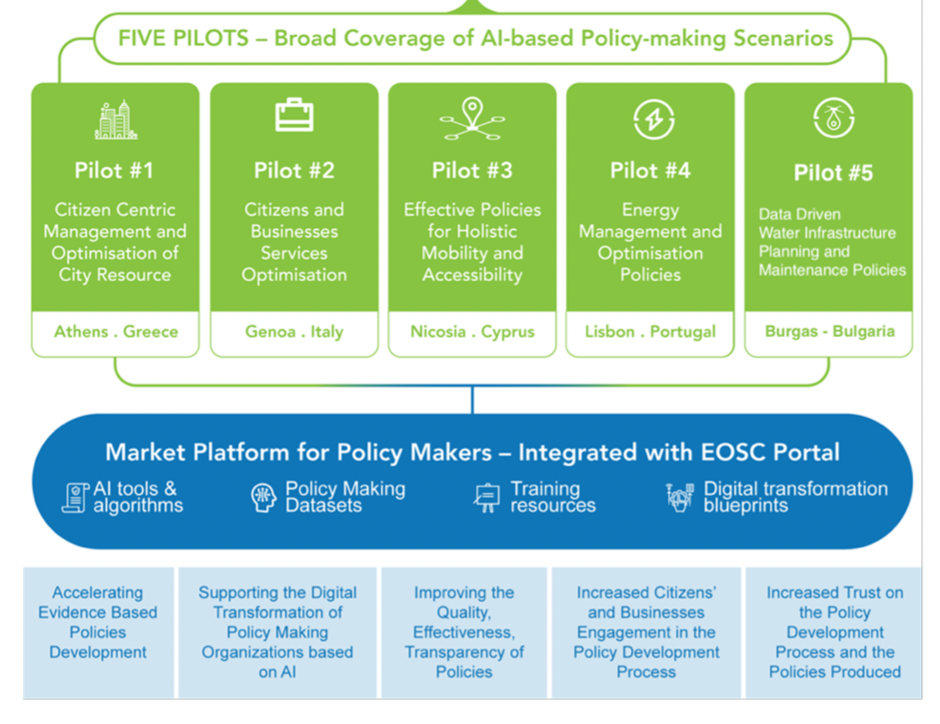 FIVE PILOTS – Broad Coverage of AI-based Policy-making Scenarios
Pilot #1
Citizen Centric
Management and
Optimisation of
City Resource
Athens . Greece
Pilot #2
Citizens and
Businesses
Services
Optimisation
Genoa . Italy
Pilot #3
Effective Policies
for Holistic
Mobility and
Accessibility
Nicosia . Cyprus
Pilot #4
Energy
Management and
Optimisation
Policies
Lisbon . Portugal
Pilot #5
Data Driven
Water Infrastructure
Planning and
Maintenance Policies
Burgas - Bulgaria
Market Platform for Policy Makers – Integrated with EOSC Portal
AI tools &
algorithms
Policy Making
Datasets
Training
resources
Digital transformation
blueprints
Accelerating
Evidence Based
Policies
Development
Supporting the Digital
Transformation of
Policy Making
Organizations based
on AI
Improving the
Quality,
Effectiveness,
Transparency of
Policies
Increased Citizens’
and Businesses
Engagement in the
Policy Development
Process
Increased Trust on
the Policy
Development
Process and the
Policies Produced